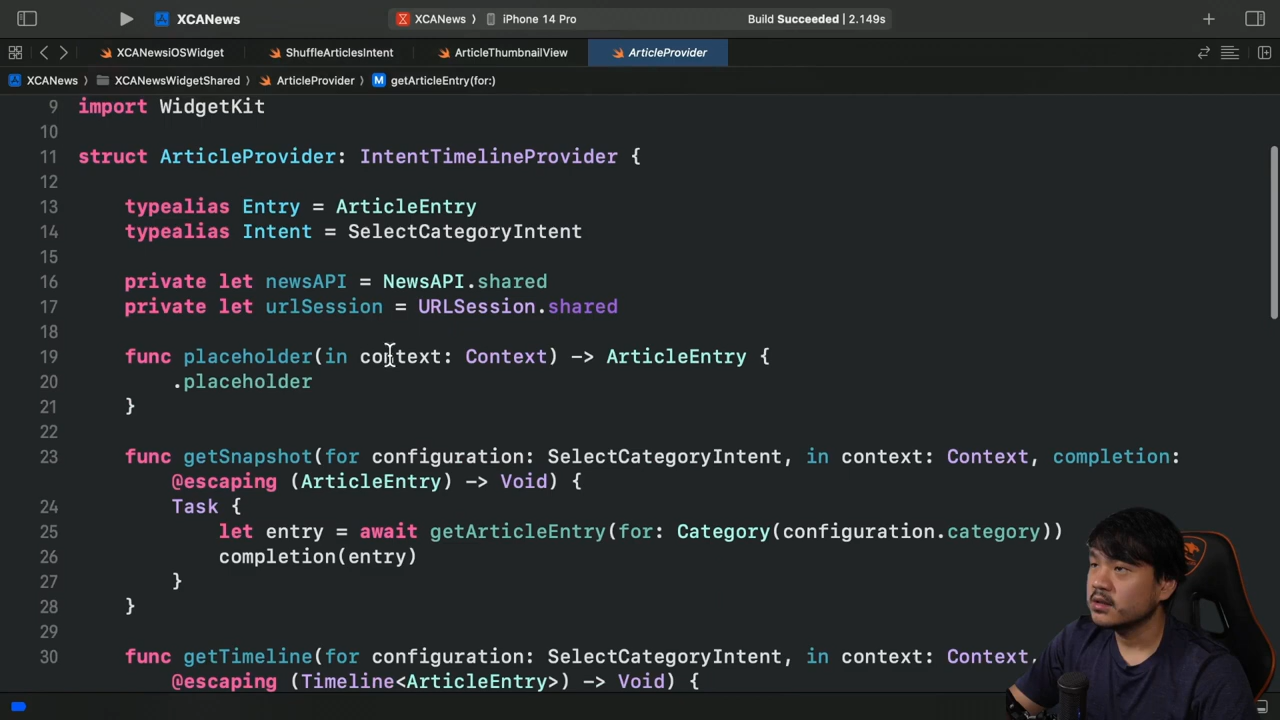 XCANews
XCANews 〉 iPhone 14 Pro
Build Succeeded | 2.149s
XCANewsiOSWidget
ShuffleArticlesIntent
ArticleThumbnailView
ArticleProvider
XCANews 〉 XCANewsWidgetShared 〉 ArticleProvider 〉 M getArticleEntry(for:)
9 import WidgetKit
10
11 struct ArticleProvider: IntentTimelineProvider {
12
13 typealias Entry = ArticleEntry
14 typealias Intent = SelectCategoryIntent
15
16 private let newsAPI = NewsAPI.shared
17 private let urlSession = URLSession.shared
18
19 func placeholder(in context: Context) -> ArticleEntry {
20 .placeholder
21 }
22
23 func getSnapshot(for configuration: SelectCategoryIntent, in context: Context, completion:
@escaping (ArticleEntry) -> Void) {
24 Task {
25 let entry = await getArticleEntry(for: Category(configuration.category))
26 completion(entry)
27 }
28 }
29
30 func getTimeline(for configuration: SelectCategoryIntent, in context: Context,
@escaping (Timeline<ArticleEntry>) -> Void) {